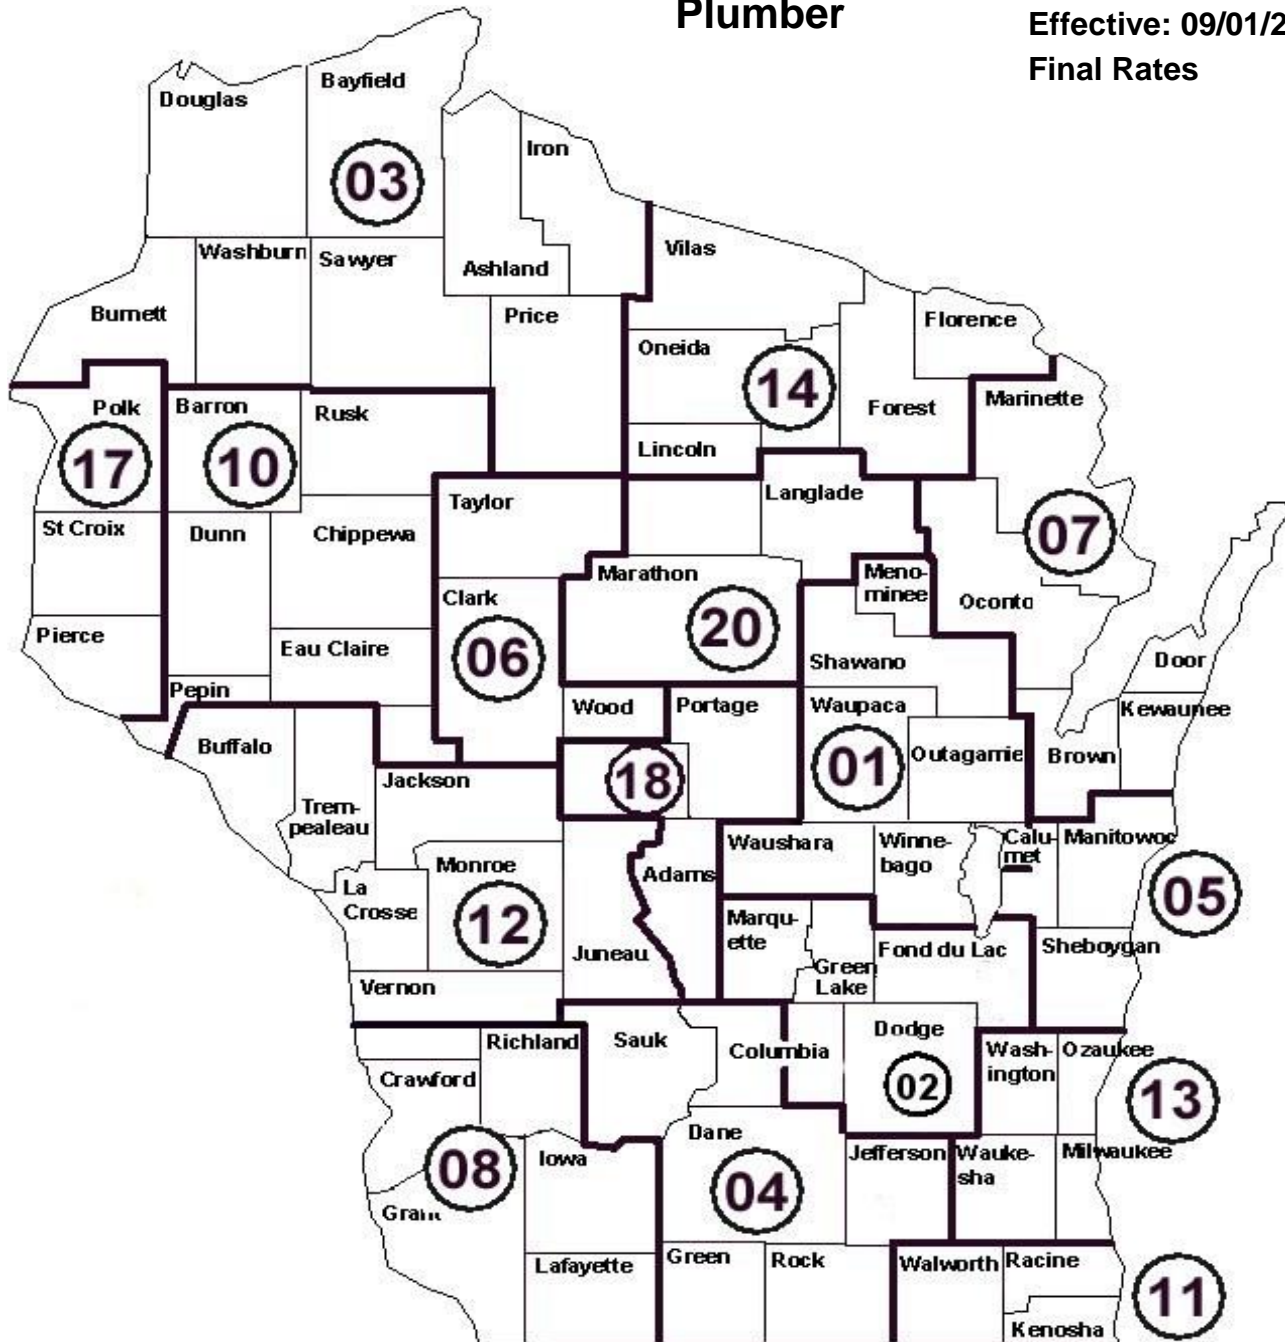 Plumber
Effective: 09/01/2
Final Rates
Bayfield
Douglas
Iron
03
Washburn
Sawyer
Vilas
Ashland
Burnett
Price
Florence
Oneida
14
Polk
Barron
Rusk
Forest
Marinette
17
10
Lincoln
Taylor
Langlade
St Croix
Dunn
Chippewa
07
Marathon
Meno-
minee
Clark
Oconto
20
Pierce
Eau Claire
06
Shawano
Door
Pepin
Wood
Portage
Waupaca
Kewaunee
Buffalo
Outagamie
Brown
18
01
Jackson
Trem-
pealeau
Waushara
Winne-
bago
Calu-
met
Manitowoc
Monroe
Adams
La
Crosse
05
12
Marqu-
ette
Juneau
Green
Lake
Fond du Lac
Sheboygan
Vernon
Richland
Sauk
Columbia
Dodge
Wash-
ington
Ozaukee
Crawford
02
13
Dane
Iowa
Jefferson
Wauke-
sha
Milwaukee
08
04
Grant
Lafayette
Green
Rock
Walworth
Racine
11
Kenosha